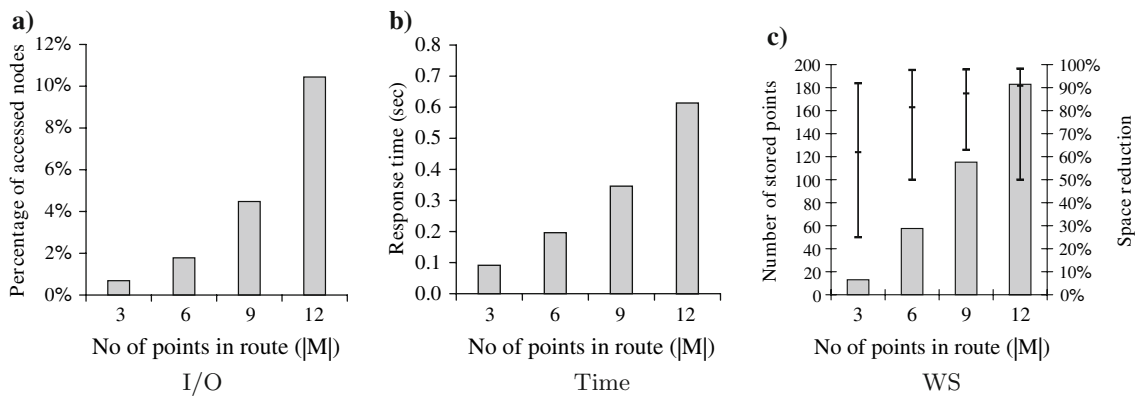 a)
Percentage of accessed nodes
12%
10%
8%
6%
4%
2%
0%
3 6 9 12
No of points in route (|M|)
I/O
b)
Response time (sec)
0.8
0.7
0.6
0.5
0.4
0.3
0.2
0.1
0.0
3 6 9 12
No of points in route (|M|)
Time
c)
Number of stored points
200
180
160
140
120
100
80
60
40
20
0
100%
90%
80%
70%
60%
50%
40%
30%
20%
10%
0%
Space reduction
3 6 9 12
No of points in route (|M|)
WS